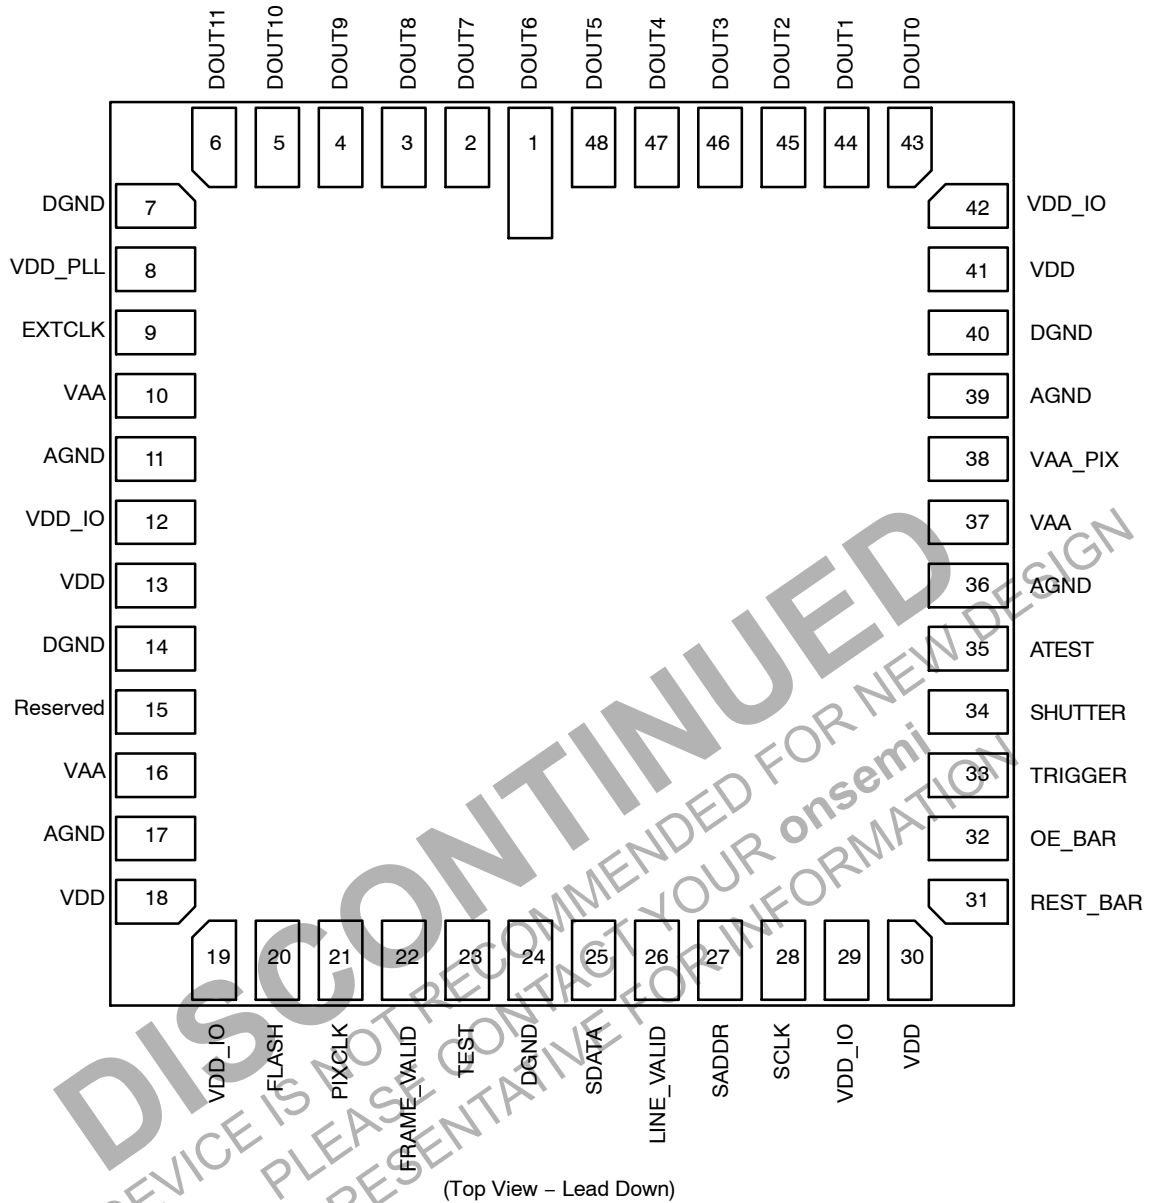 DOUT11
DOUT10
DOUT9
DOUT8
DOUT7
DOUT6
DOUT5
DOUT4
DOUT3
DOUT2
DOUT1
DOUT0
6
5
4
3
2
1
48
47
46
45
44
43
DGND
7
VDD_PLL
8
EXTCLK
9
VAA
10
AGND
11
VDD_IO
12
VDD
13
DGND
14
Reserved
15
VAA
16
AGND
17
VDD
18
42
VDD_IO
41
VDD
40
DGND
39
AGND
38
VAA_PIX
37
VAA
36
AGND
35
ATEST
34
SHUTTER
33
TRIGGER
32
OE_BAR
31
REST_BAR
19
20
21
22
23
24
25
26
27
28
29
30
VDD_IO
FLASH
PIXCLK
FRAME_VALID
TEST
DGND
SDATA
LINE_VALID
SADDR
SCLK
VDD_IO
VDD
DISCONTINUED
DEVICE IS NOT RECOMMENDED FOR NEW DESIGN
PLEASE CONTACT YOUR onsemi
REPRESENTATIVE FOR INFORMATION
(Top View – Lead Down)